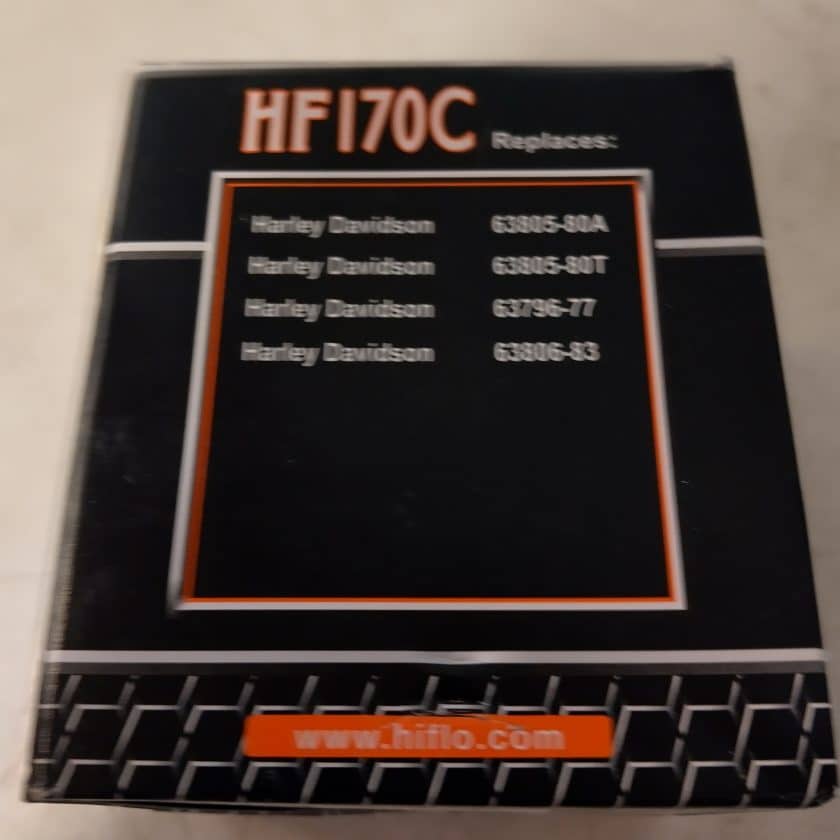 HF170C Replaces:
Harley Davidson 63805-80A
Harley Davidson 63805-80T
Harley Davidson 63796-77
Harley Davidson 63806-83
www.hiflo.com